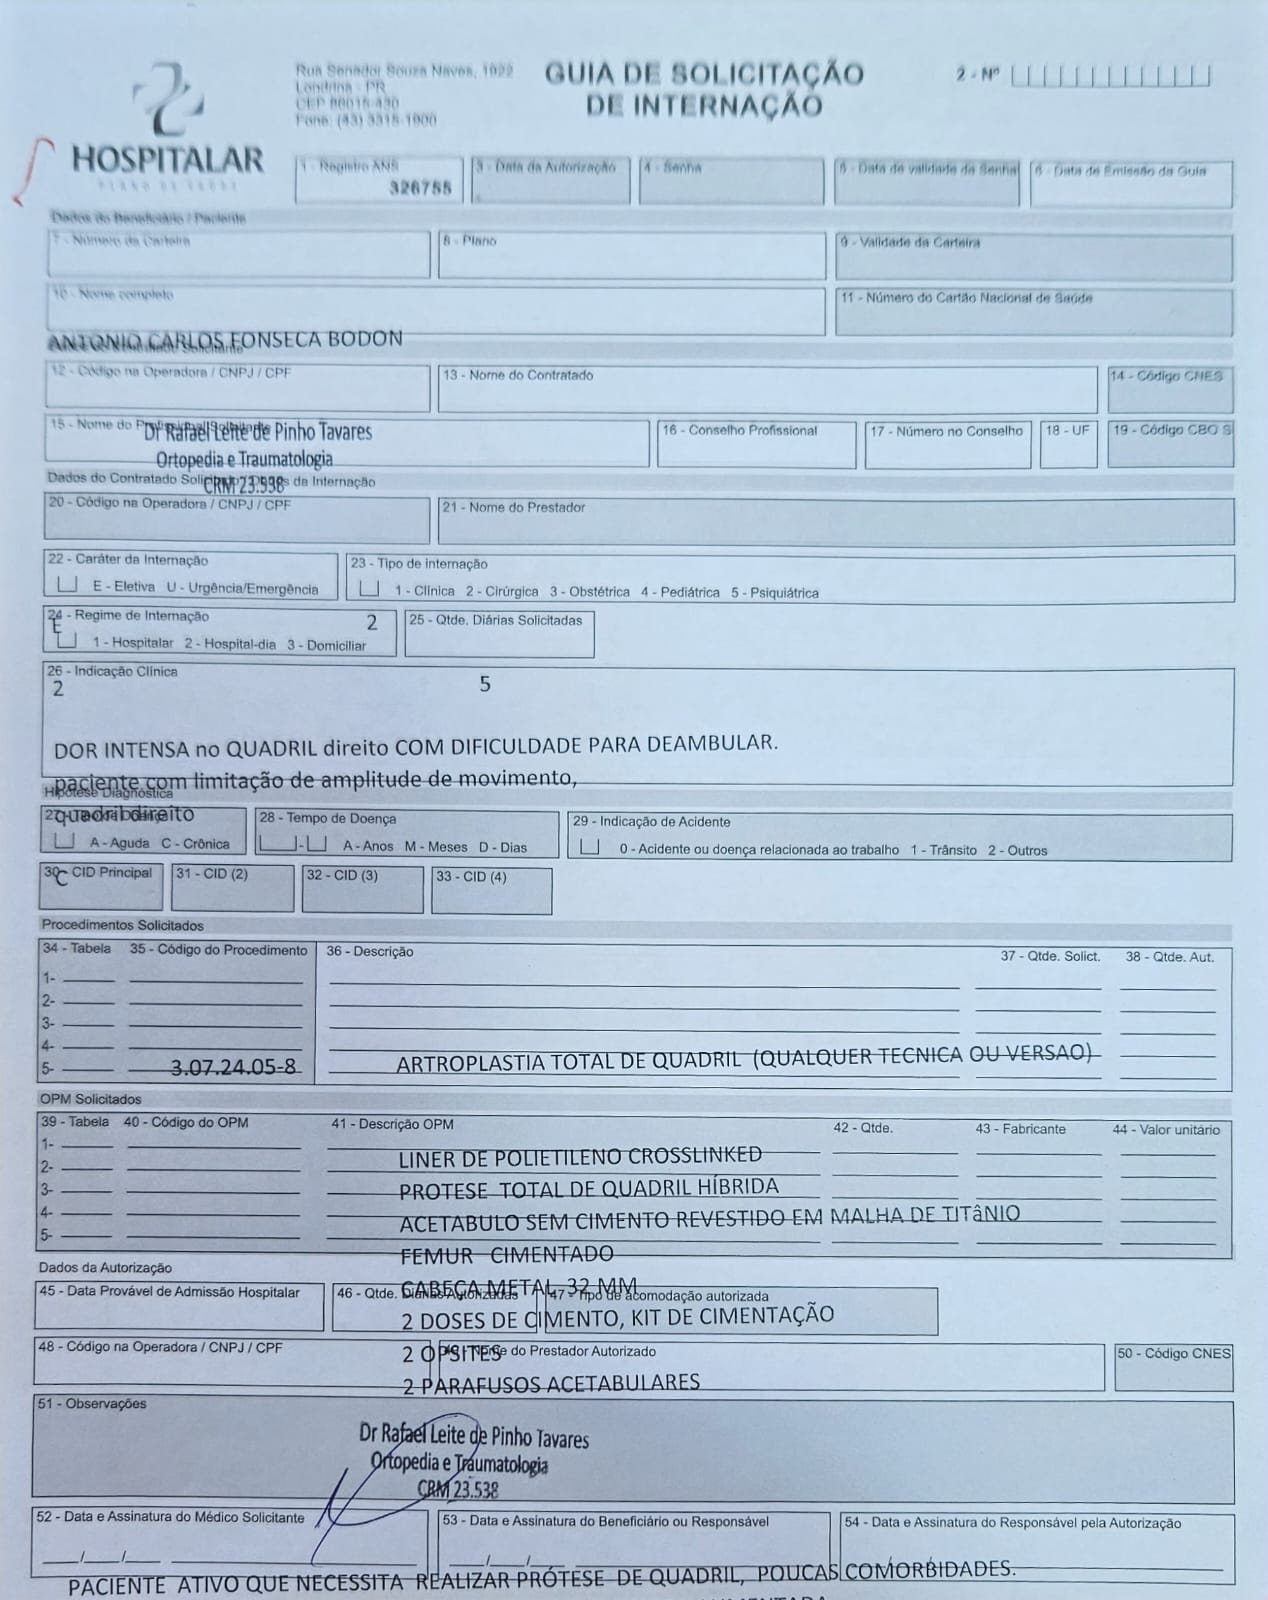 HOSPITALAR
PLANO DE SAÚDE
Rua Senador Souza Naves, 1922
Londrina - PR
CEP 86015-430
Fone: (43) 3315-1900
GUIA DE SOLICITAÇÃO
DE INTERNAÇÃO
2 - Nº
1 - Registro ANS
326755
3 - Data da Autorização
4 - Senha
5 - Data de validade da Senha
6 - Data de Emissão da Guia
Dados do Beneficiário / Paciente
7 - Número da Carteira
8 - Plano
9 - Validade da Carteira
10 - Nome completo
11 - Número do Cartão Nacional de Saúde
ANTONIO CARLOS FONSECA BODON
Solicitante
12 - Código na Operadora / CNPJ / CPF
13 - Nome do Contratado
14 - Código CNES
15 - Nome do
Dr Rafael Leite de Pinho Tavares
Ortopedia e Traumatologia
CRM 23.538
16 - Conselho Profissional
17 - Número no Conselho
18 - UF
19 - Código CBO S
Dados do Contratado da Internação
20 - Código na Operadora / CNPJ / CPF
21 - Nome do Prestador
22 - Caráter da Internação
E - Eletiva U - Urgência/Emergência
23 - Tipo de internação
1 - Clínica 2 - Cirúrgica 3 - Obstétrica 4 - Pediátrica 5 - Psiquiátrica
24 - Regime de Internação
E
2
1 - Hospitalar 2 - Hospital-dia 3 - Domiciliar
25 - Qtde. Diárias Solicitadas
26 - Indicação Clínica
2
5
DOR INTENSA no QUADRIL direito COM DIFICULDADE PARA DEAMBULAR.
paciente com limitação de amplitude de movimento,
Hipótese Diagnóstica
quadril direito
A - Aguda C - Crônica
28 - Tempo de Doença
- A - Anos M - Meses D - Dias
29 - Indicação de Acidente
0 - Acidente ou doença relacionada ao trabalho 1 - Trânsito 2 - Outros
30 - CID Principal
C
31 - CID (2)
32 - CID (3)
33 - CID (4)
Procedimentos Solicitados
34 - Tabela 35 - Código do Procedimento 36 - Descrição 37 - Qtde. Solict. 38 - Qtde. Aut.
1-
2-
3-
4-
5- 3.07.24.05-8 ARTROPLASTIA TOTAL DE QUADRIL (QUALQUER TECNICA OU VERSAO)
OPM Solicitados
39 - Tabela 40 - Código do OPM 41 - Descrição OPM 42 - Qtde. 43 - Fabricante 44 - Valor unitário
1-
LINER DE POLIETILENO CROSSLINKED
2-
3- PROTESE TOTAL DE QUADRIL HÍBRIDA
4- ACETABULO SEM CIMENTO REVESTIDO EM MALHA DE TITÂNIO
5-
FEMUR CIMENTADO
Dados da Autorização
CABEÇA METAL 32 MM
45 - Data Provável de Admissão Hospitalar
46 - Qtde. Diárias Autorizadas
47 - Tipo de acomodação autorizada
2 DOSES DE CIMENTO, KIT DE CIMENTAÇÃO
48 - Código na Operadora / CNPJ / CPF
2 OPSITES
Nome do Prestador Autorizado
50 - Código CNES
2 PARAFUSOS ACETABULARES
51 - Observações
Dr Rafael Leite de Pinho Tavares
Ortopedia e Traumatologia
CRM 23.538
52 - Data e Assinatura do Médico Solicitante
53 - Data e Assinatura do Beneficiário ou Responsável
54 - Data e Assinatura do Responsável pela Autorização
PACIENTE ATIVO QUE NECESSITA REALIZAR PRÓTESE DE QUADRIL, POUCAS COMORBIDADES.